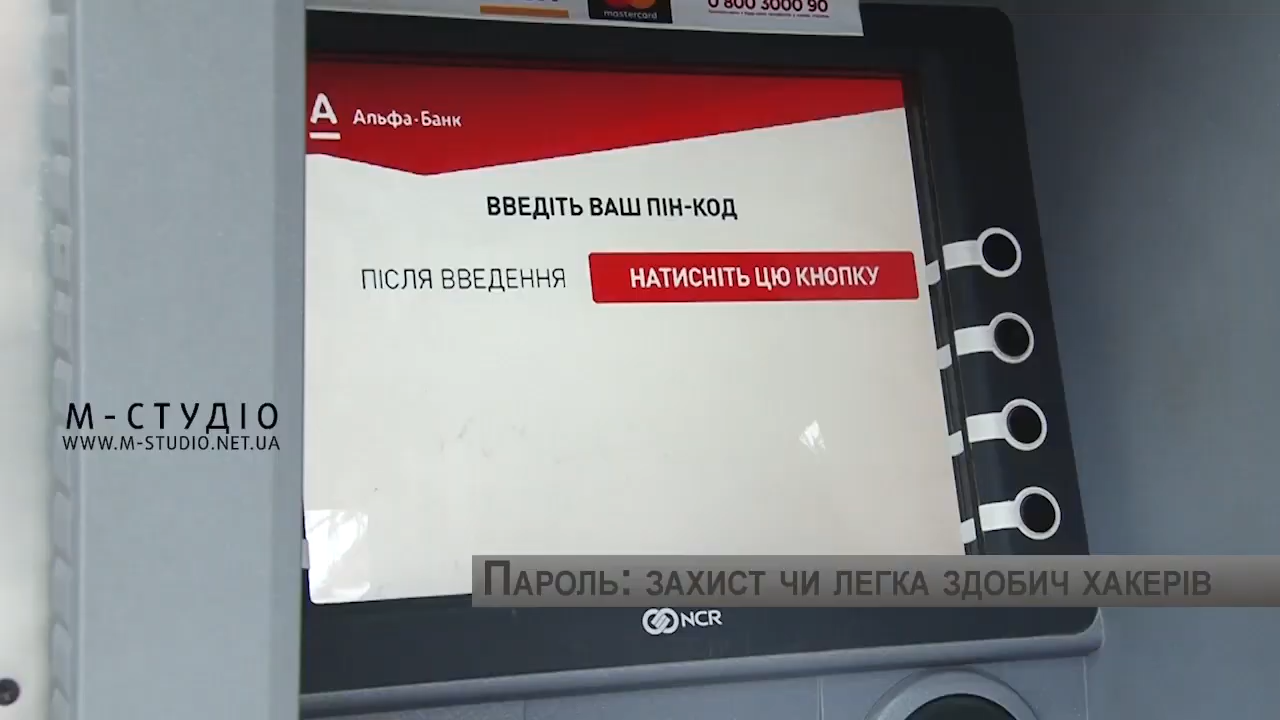 mastercard
0 800 3000 90
А
Альфа-Банк
ВВЕДІТЬ ВАШ ПІН-КОД
ПІСЛЯ ВВЕДЕННЯ
НАТИСНІТЬ ЦЮ КНОПКУ
М-СТУДІО
WWW.M-STUDIO.NET.UA
Пароль: захист чи легка здобич хакерів
NCR